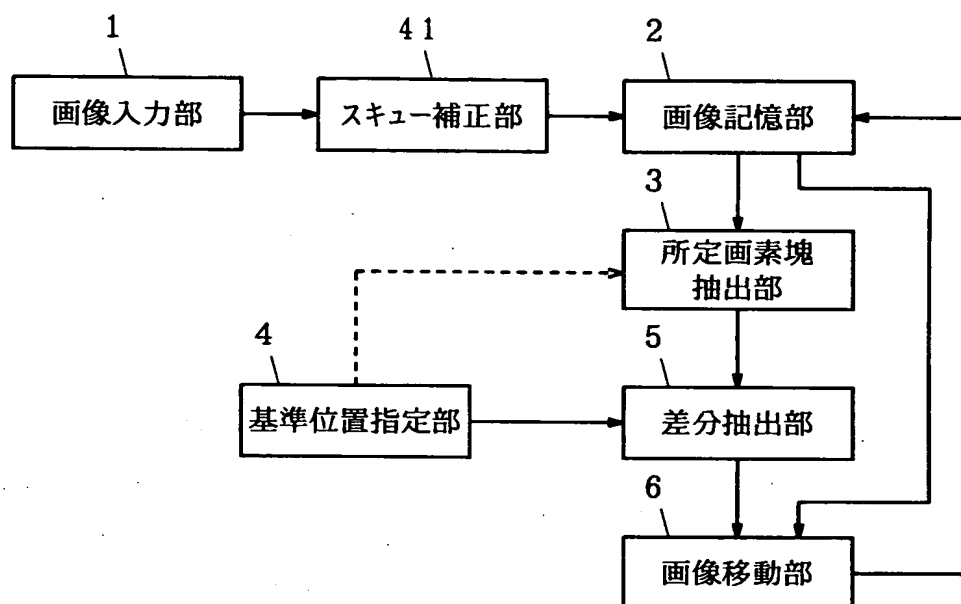 1
41
2
画像入力部
スキュー補正部
画像記憶部
3
所定画素塊
抽出部
4
5
基準位置指定部
差分抽出部
6
画像移動部